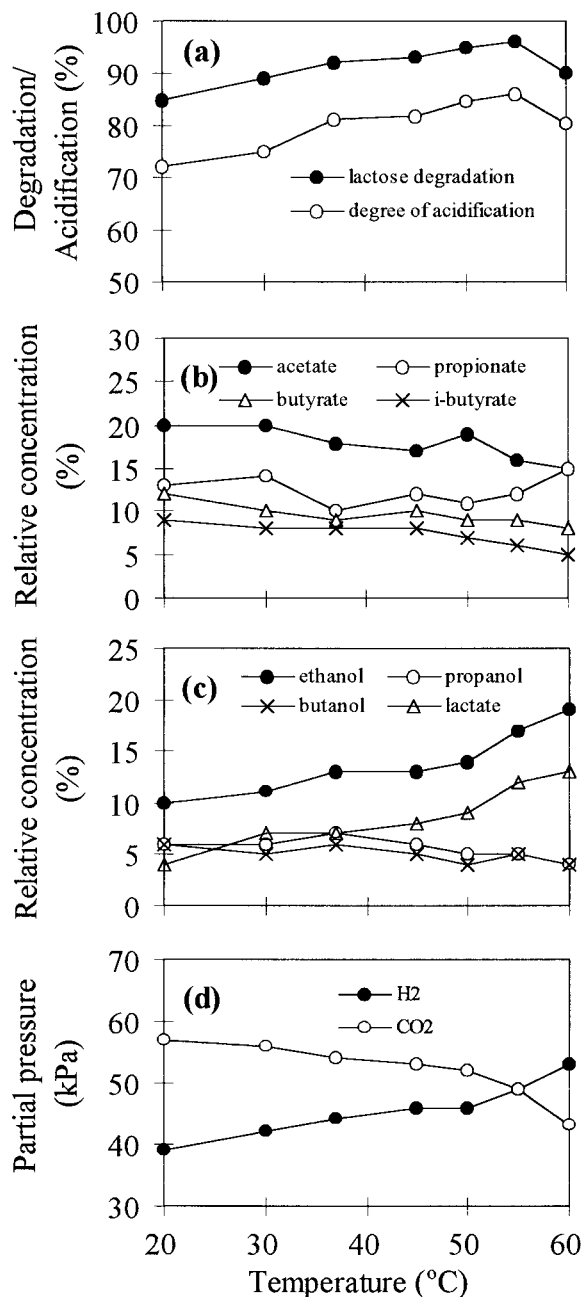 Degradation/
Acidification (%)
100
90
80
70
60
50
(a)
lactose degradation
degree of acidification
Relative concentration
(%)
30
25
20
15
10
5
0
(b)
acetate propionate
butyrate i-butyrate
Relative concentration
(%)
25
20
15
10
5
0
(c)
ethanol propanol
butanol lactate
Partial pressure
(kPa)
70
60
50
40
30
(d)
H2
CO2
20 30 40 50 60
Temperature (°C)